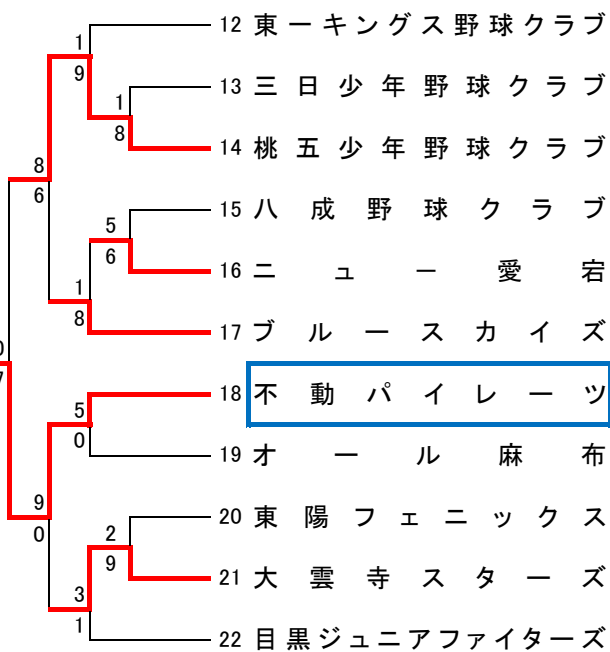 12 東一キングス野球クラブ
1
9
13 三日少年野球クラブ
1
8
14 桃五少年野球クラブ
8
6
15 八成野球クラブ
5
6
16 ニュー愛宕
1
8
17 ブルースカイズ
0
7
18 不動パイレーツ
5
0
19 オール麻布
9
0
20 東陽フェニックス
2
9
21 大雲寺スターズ
3
1
22 目黒ジュニアファイターズ